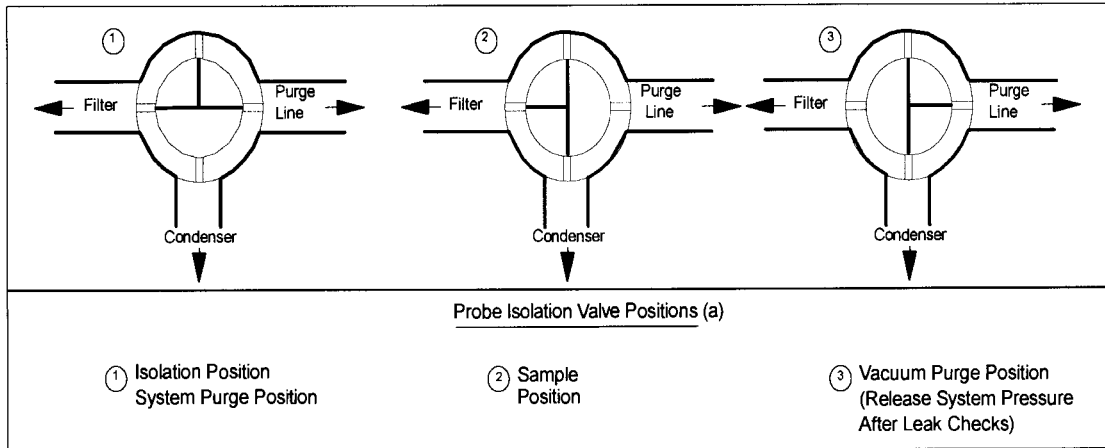 1
2
3
Filter
Purge
Line
Filter
Purge
Line
Filter
Purge
Line
Condenser
Condenser
Condenser
Probe Isolation Valve Positions (a)
1 Isolation Position
System Purge Position
2 Sample
Position
3 Vacuum Purge Position
(Release System Pressure
After Leak Checks)